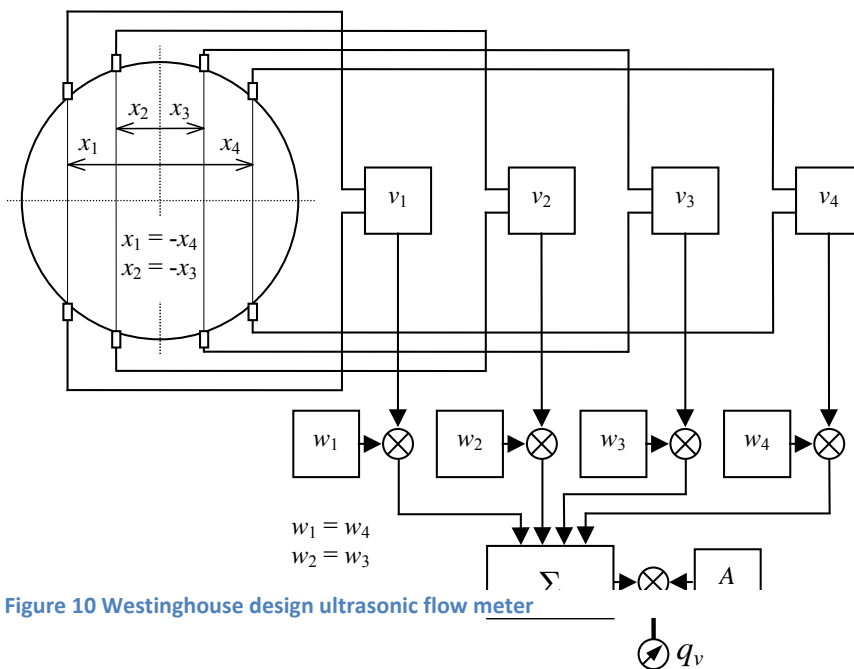 x2 x3
x1 x4
x1 = -x4
x2 = -x3
v1 v2 v3 v4
w1 w2 w3 w4
w1 = w4
w2 = w3
Σ A
Figure 10 Westinghouse design ultrasonic flow meter
qv